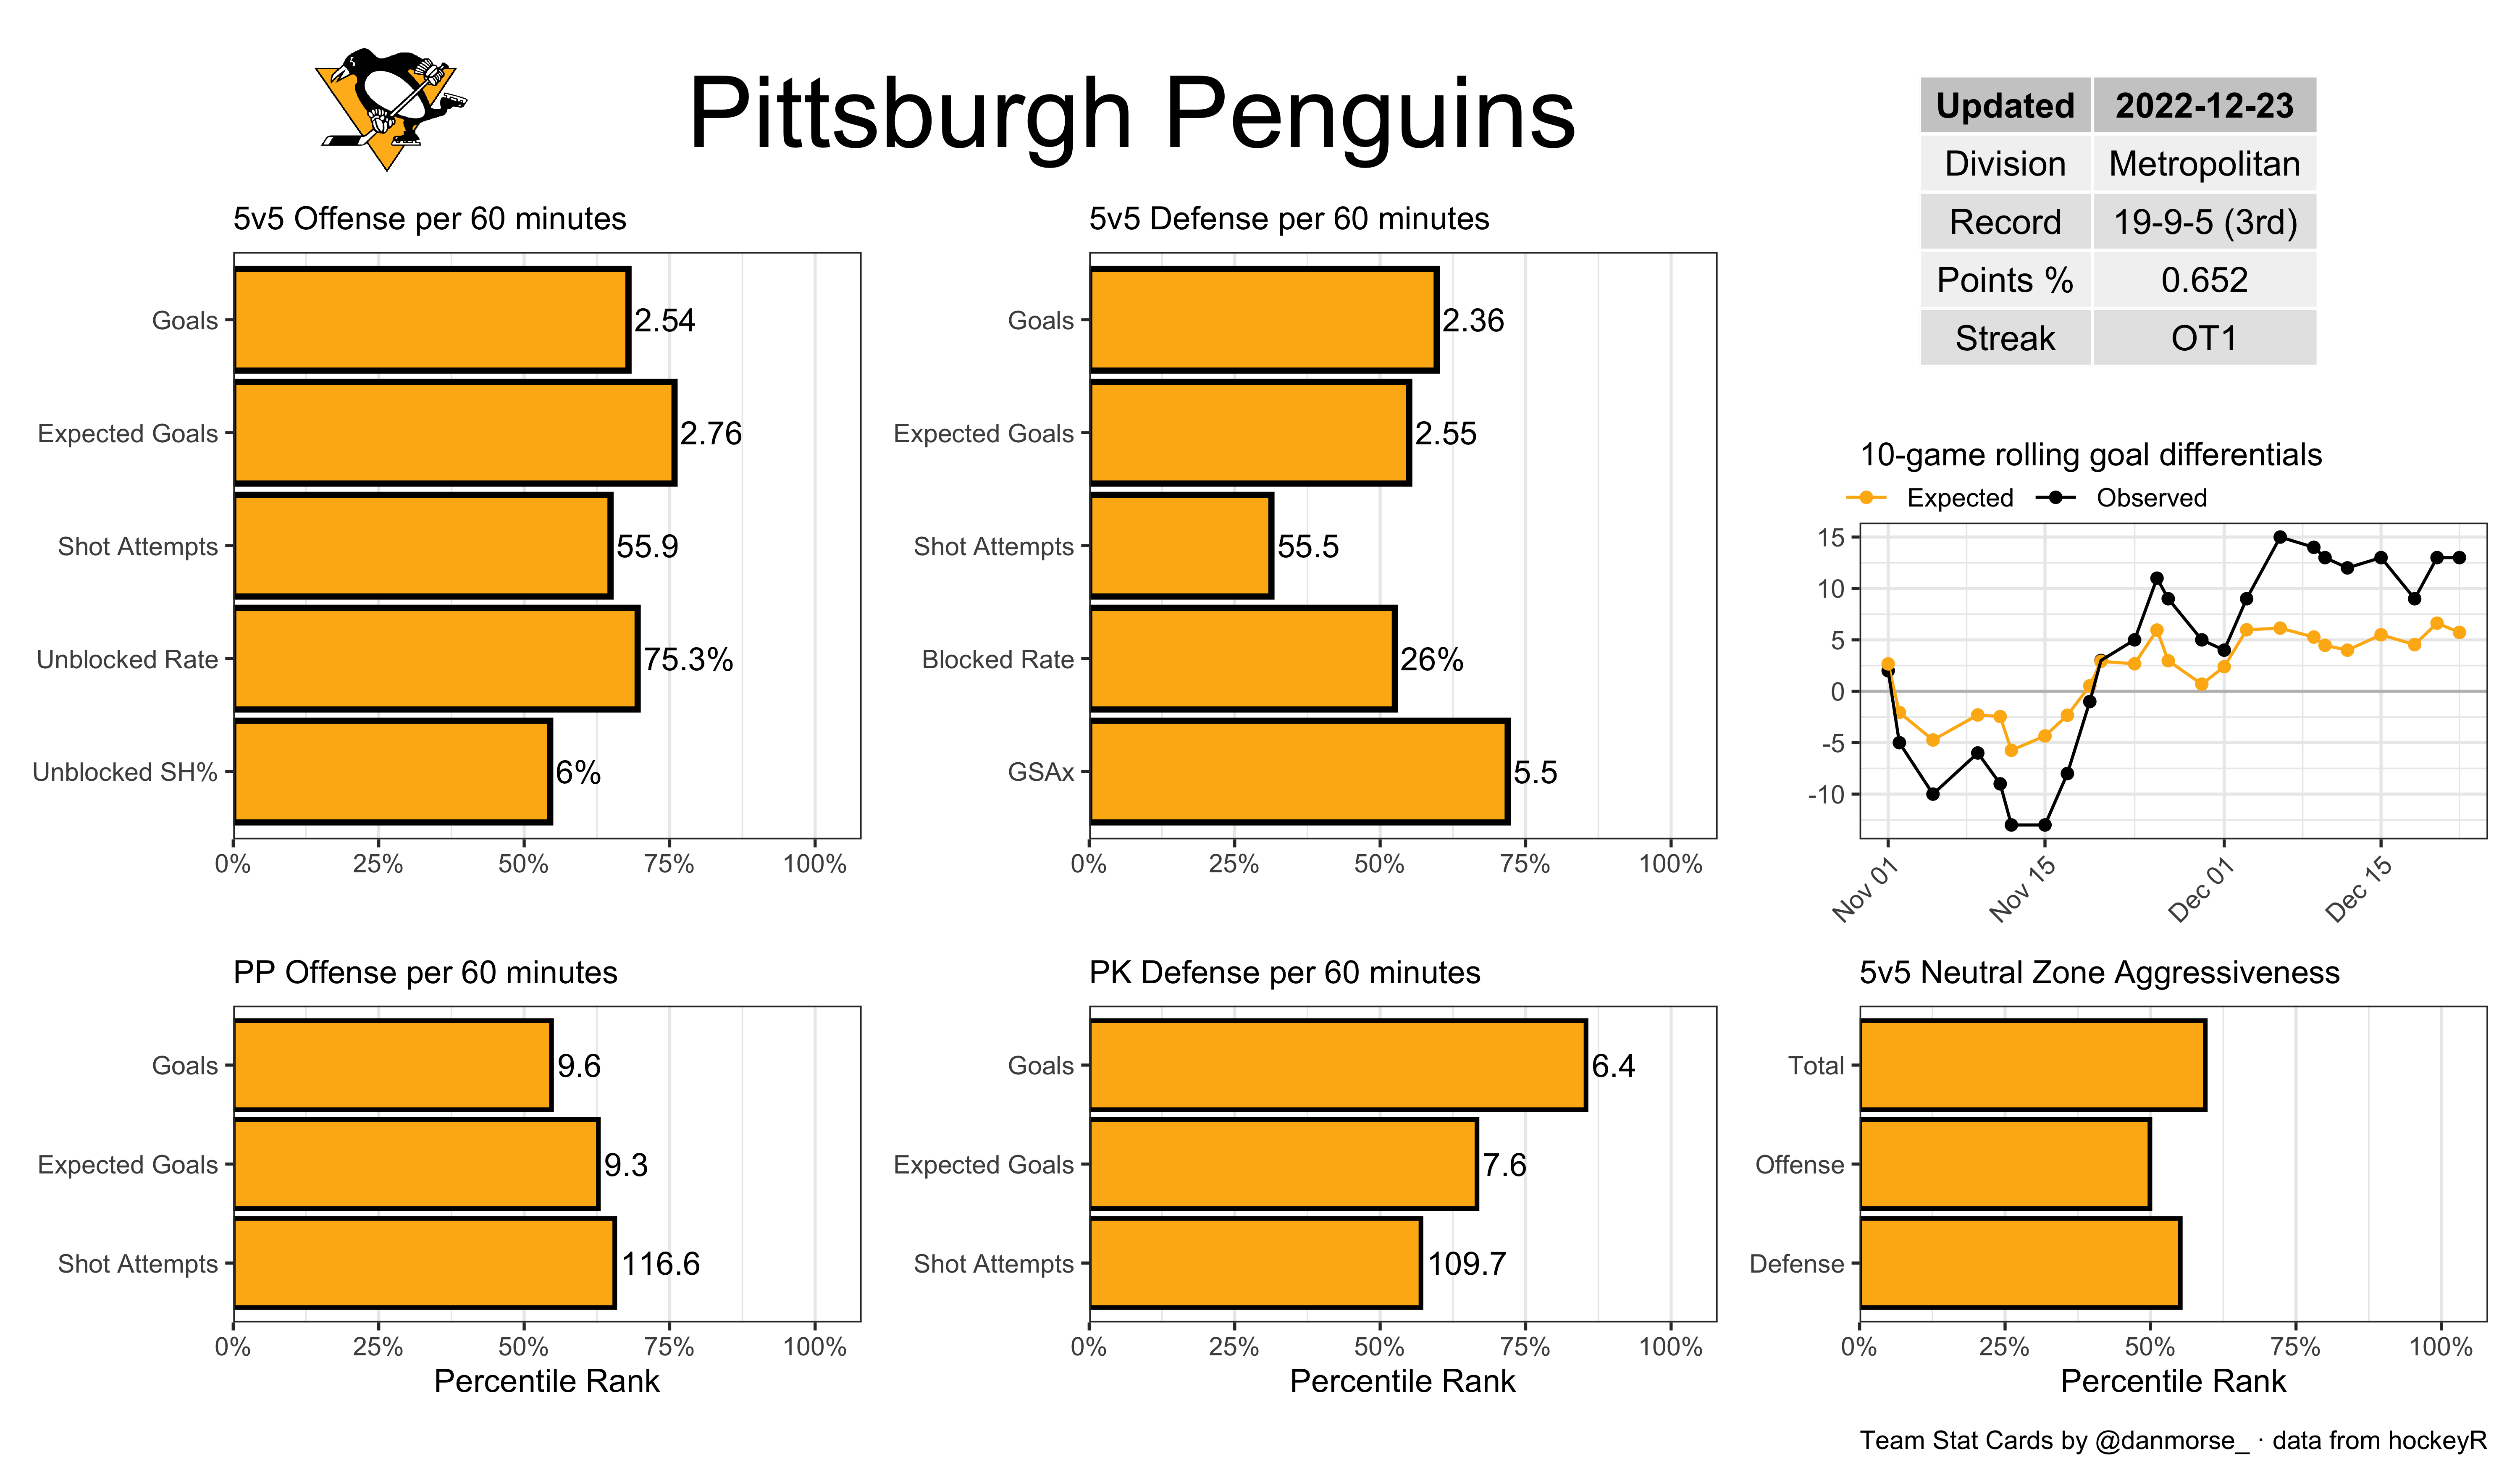 Pittsburgh Penguins
Updated 2022-12-23
Division Metropolitan
Record 19-9-5 (3rd)
Points % 0.652
Streak OT1
5v5 Offense per 60 minutes
Goals 2.54
Expected Goals 2.76
Shot Attempts 55.9
Unblocked Rate 75.3%
Unblocked SH% 6%
0% 25% 50% 75% 100%
5v5 Defense per 60 minutes
Goals 2.36
Expected Goals 2.55
Shot Attempts 55.5
Blocked Rate 26%
GSAx 5.5
0% 25% 50% 75% 100%
10-game rolling goal differentials
Expected Observed
15
10
5
0
-5
-10
Nov 01 Nov 15 Dec 01 Dec 15
PP Offense per 60 minutes
Goals 9.6
Expected Goals 9.3
Shot Attempts 116.6
0% 25% 50% 75% 100%
Percentile Rank
PK Defense per 60 minutes
Goals 6.4
Expected Goals 7.6
Shot Attempts 109.7
0% 25% 50% 75% 100%
Percentile Rank
5v5 Neutral Zone Aggressiveness
Total
Offense
Defense
0% 25% 50% 75% 100%
Percentile Rank
Team Stat Cards by @danmorse_ · data from hockeyR